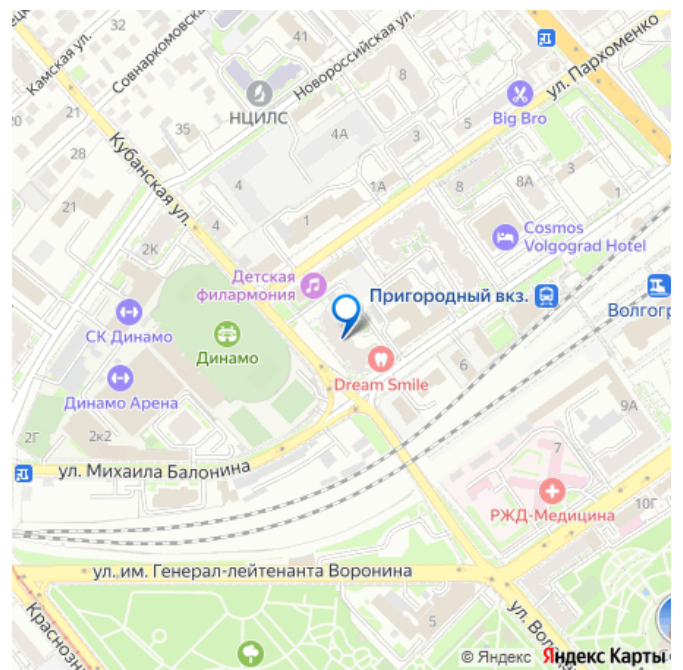 Камская ул.
32
Совнаркомовская
41
Новороссийская ул.
8
ул. Пархоменко
21
20
НЦИЛС
Big Bro
35
4А
3
5
Кубанская ул.
28
4
1А
8
8А
3
1
21
4
1
2К
Cosmos
Volgograd Hotel
Детская
филармония
Пригородный вкз.
СК Динамо
Динамо
Dream Smile
6
Динамо Арена
9А
2Г
2к2
7
ул. Михаила Балонина
РЖД-Медицина
10Г
ул. им. Генерал-лейтенанта Воронина
5
© Яндекс Яндекс Карты